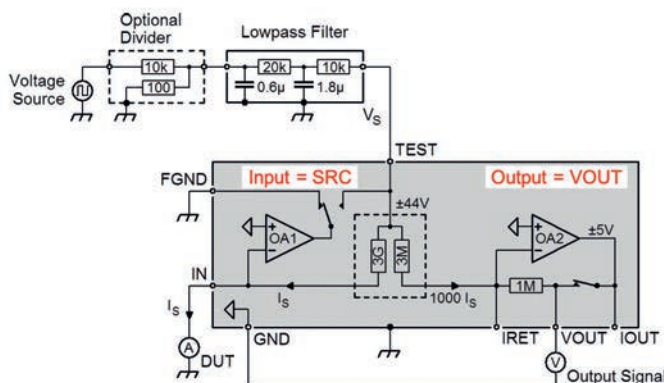 Optional
Divider
Lowpass Filter
10k
20k
10k
Voltage
Source
100
0.6µ
1.8µ
VS
TEST
FGND
Input = SRC
Output = VOUT
±44V
+
OA1
-
3G
3M
+
OA2
-
±5V
IN
IS
1000 IS
1M
IS
GND
IRET
VOUT
IOUT
A
DUT
V
Output Signal